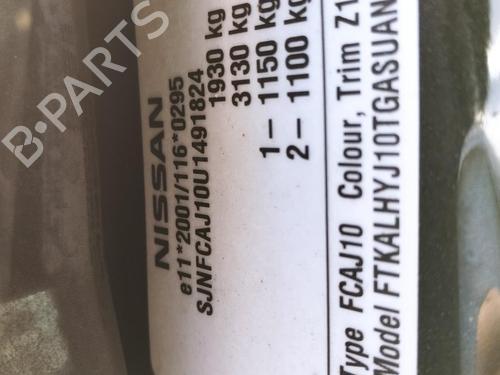 NISSAN
e11*2001/116*0295
SJNFCAJ10U1491824
1930 kg
3130 kg
1 – 1150 kg
2 – 1100 kg
Type FCAJ10 Colour, Trim Z1
Model FTKALHYJ10TGASUAN
B-PARTS